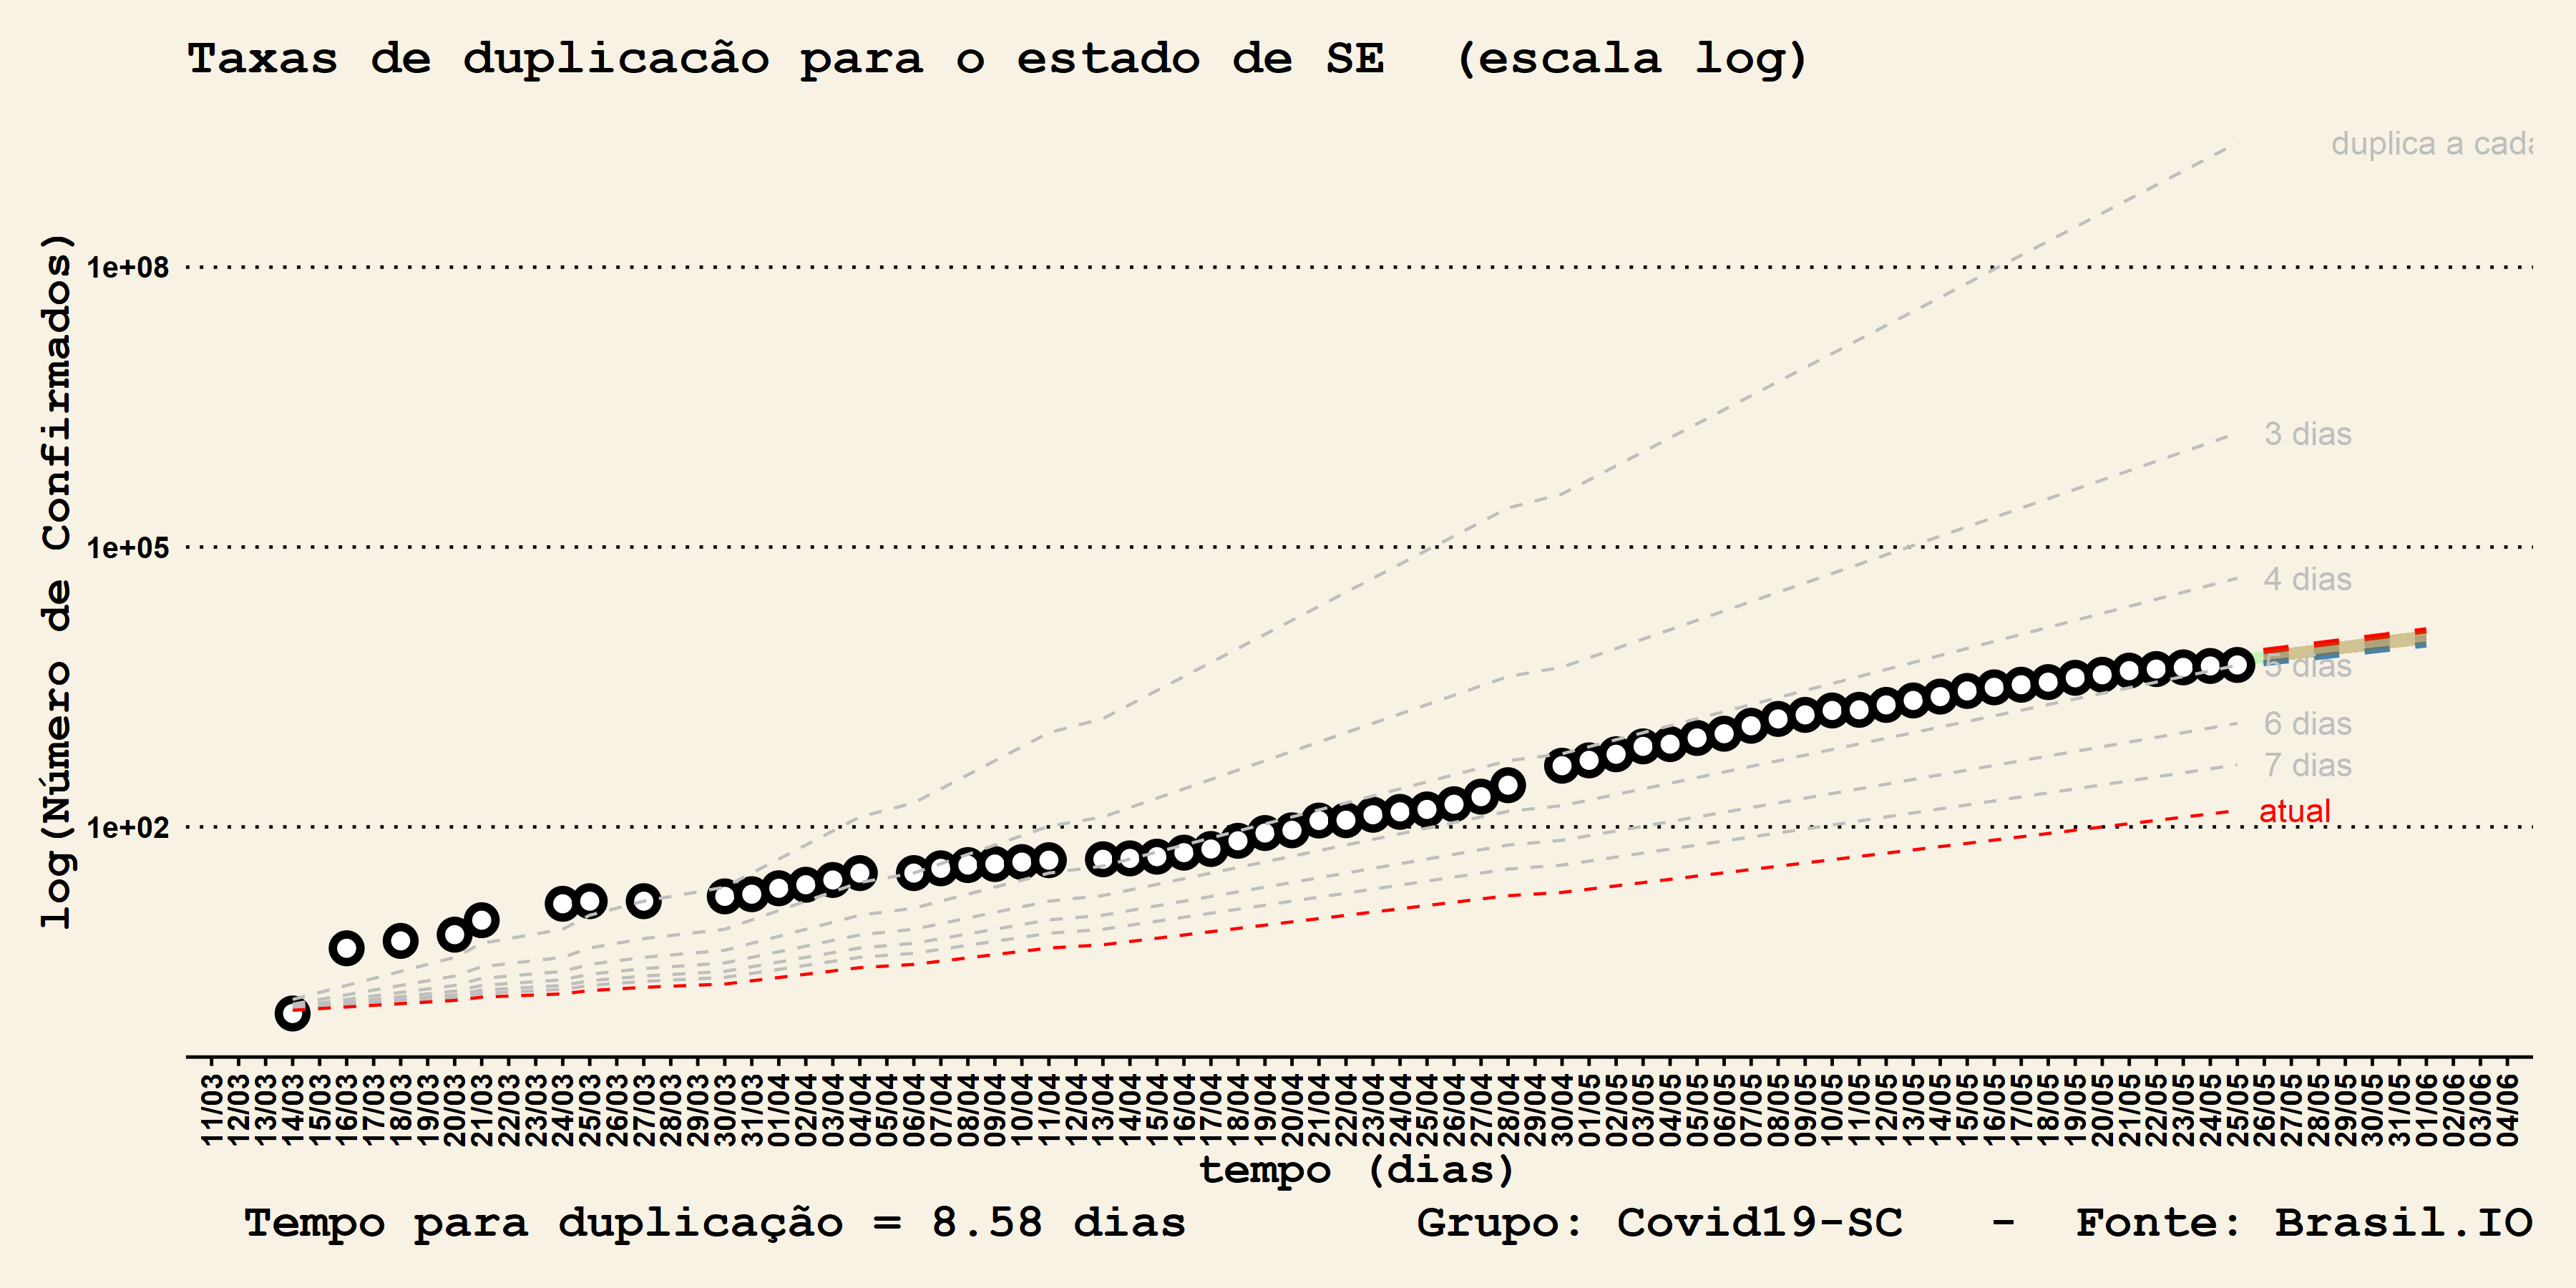 Taxas de duplicacão para o estado de SE (escala log)
duplica a cada
log(Número de Confirmados)
1e+08
3 dias
1e+05
4 dias
5 dias
6 dias
7 dias
atual
1e+02
11/03 12/03 13/03 14/03 15/03 16/03 17/03 18/03 19/03 20/03 21/03 22/03 23/03 24/03 25/03 26/03 27/03 28/03 29/03 30/03 31/03 01/04 02/04 03/04 04/04 05/04 06/04 07/04 08/04 09/04 10/04 11/04 12/04 13/04 14/04 15/04 16/04 17/04 18/04 19/04 20/04 21/04 22/04 23/04 24/04 25/04 26/04 27/04 28/04 29/04 30/04 01/05 02/05 03/05 04/05 05/05 06/05 07/05 08/05 09/05 10/05 11/05 12/05 13/05 14/05 15/05 16/05 17/05 18/05 19/05 20/05 21/05 22/05 23/05 24/05 25/05 26/05 27/05 28/05 29/05 30/05 31/05 01/06 02/06 03/06 04/06
tempo (dias)
Tempo para duplicação = 8.58 dias Grupo: Covid19-SC - Fonte: Brasil.IO